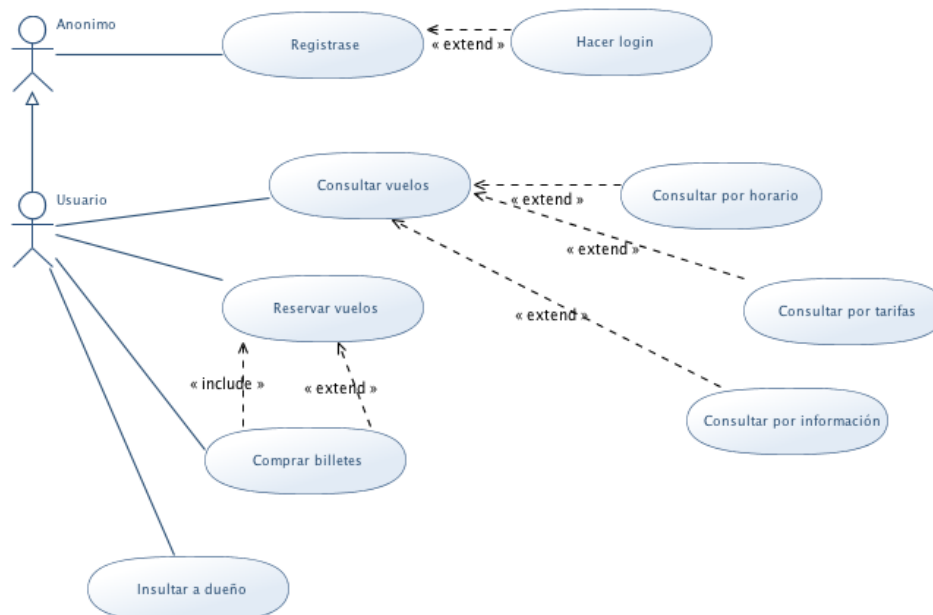 Anonimo
Registrase
« extend »
Hacer login
Usuario
Consultar vuelos
« extend »
Consultar por horario
« extend »
Consultar por tarifas
Reservar vuelos
« extend »
« include »
« extend »
Consultar por información
Comprar billetes
Insultar a dueño